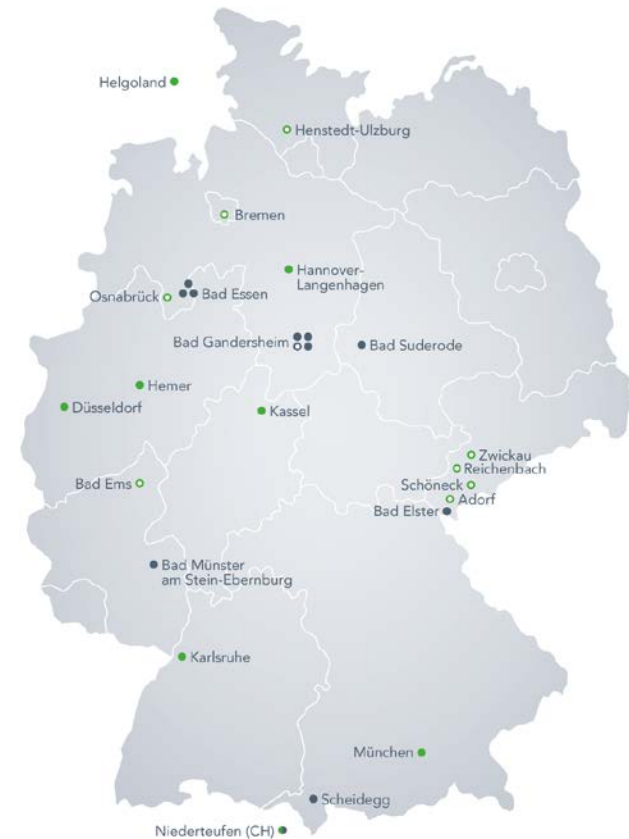 Helgoland
Henstedt-Ulzburg
Bremen
Hannover-
Langenhagen
Osnabrück
Bad Essen
Bad Gandersheim
Bad Suderode
Hemer
Düsseldorf
Kassel
Zwickau
Reichenbach
Bad Ems
Schöneck
Adorf
Bad Elster
Bad Münster
am Stein-Ebernburg
Karlsruhe
München
Scheidegg
Niederteufen (CH)